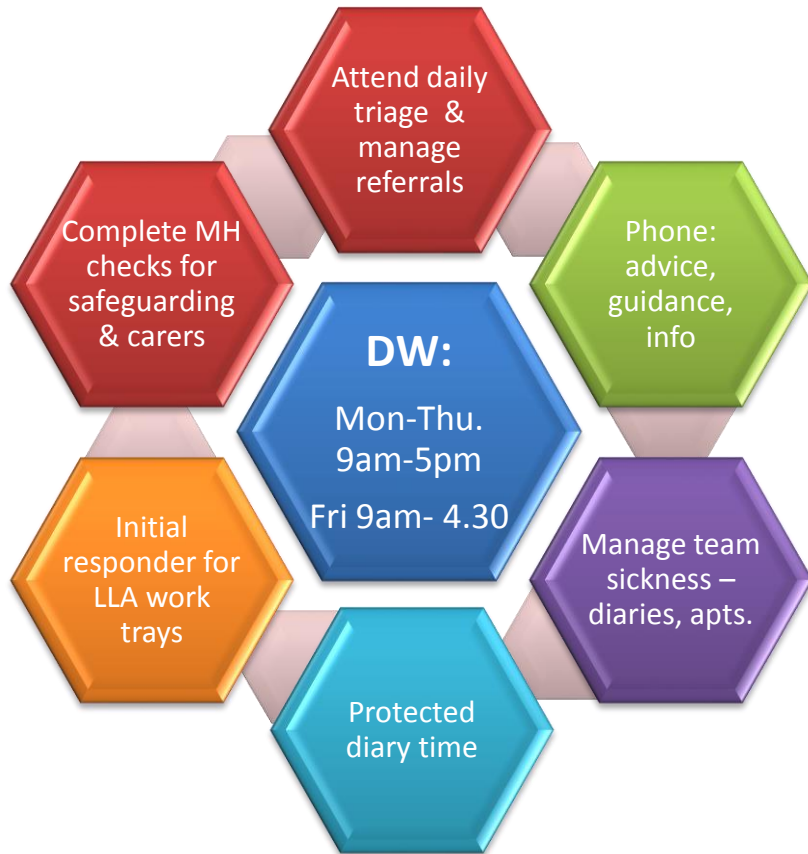 Attend daily
triage  &
manage
referrals
Phone:
advice,
guidance,
info
Manage team
sickness –
diaries, apts.
Protected
diary time
Initial
responder for
LLA work
trays
Complete MH
checks for
safeguarding
& carers
DW:
Mon-Thu.
9am-5pm
Fri 9am- 4.30